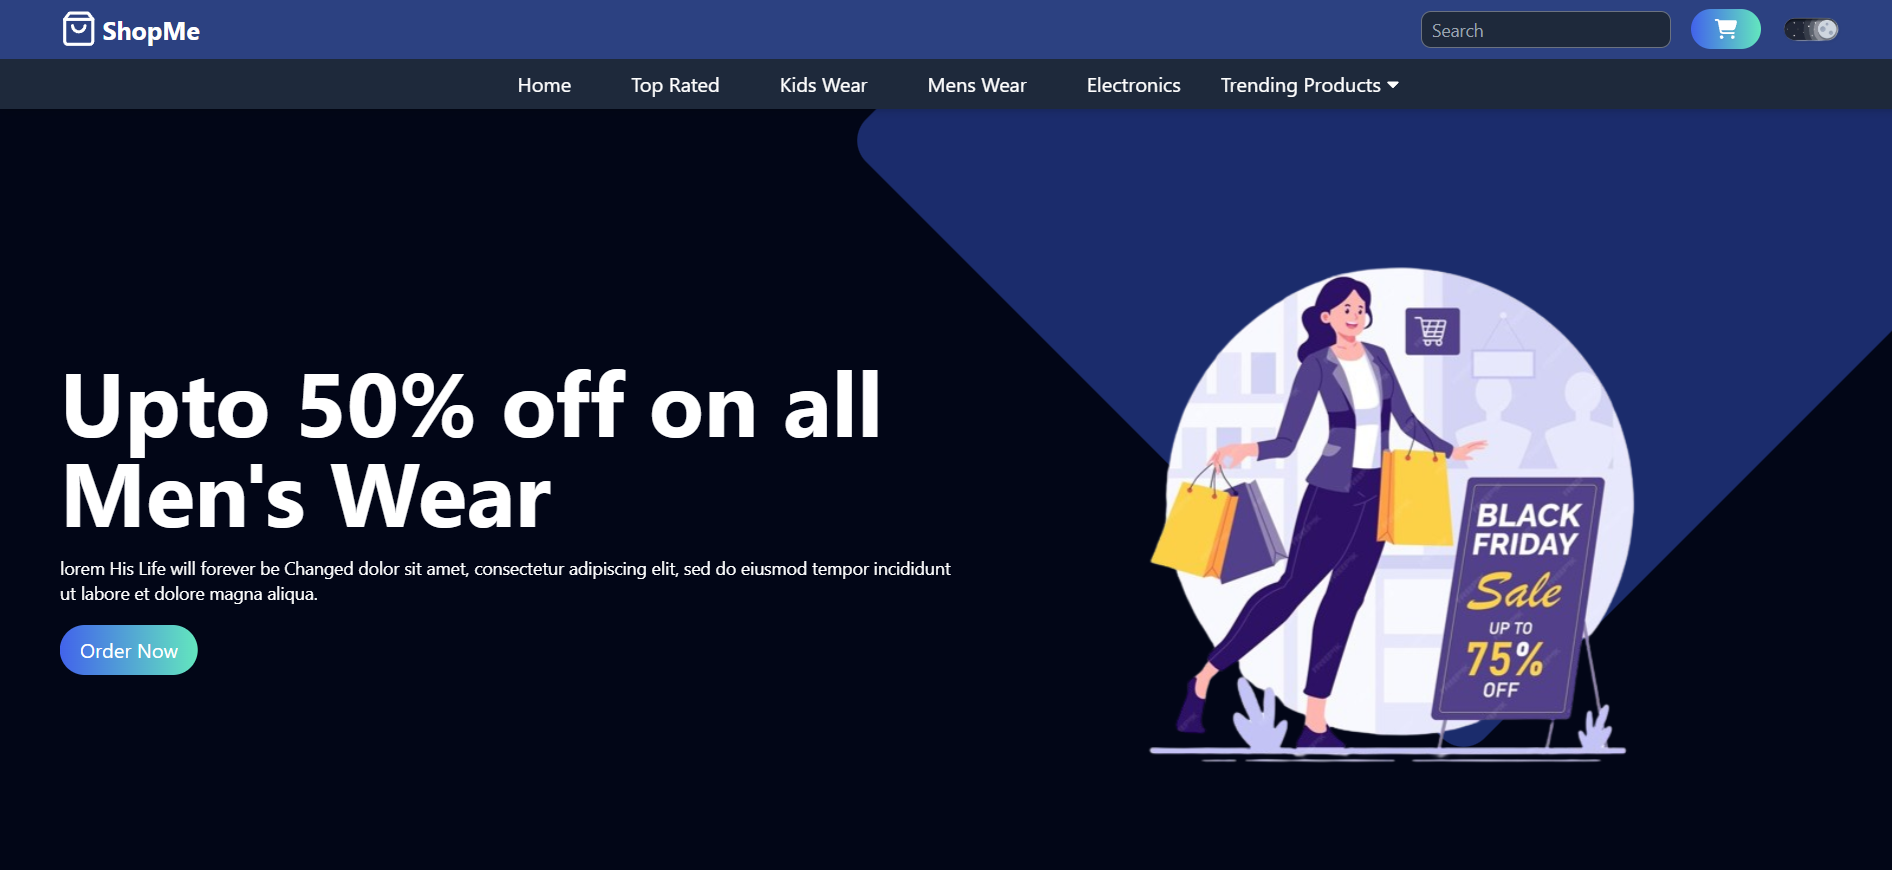 ShopMe
Search
Home Top Rated Kids Wear Mens Wear Electronics Trending Products
Upto 50% off on all
Men's Wear
lorem His Life will forever be Changed dolor sit amet, consectetur adipiscing elit, sed do eiusmod tempor incididunt
ut labore et dolore magna aliqua.
Order Now
BLACK
FRIDAY
Sale
UP TO
75%
OFF